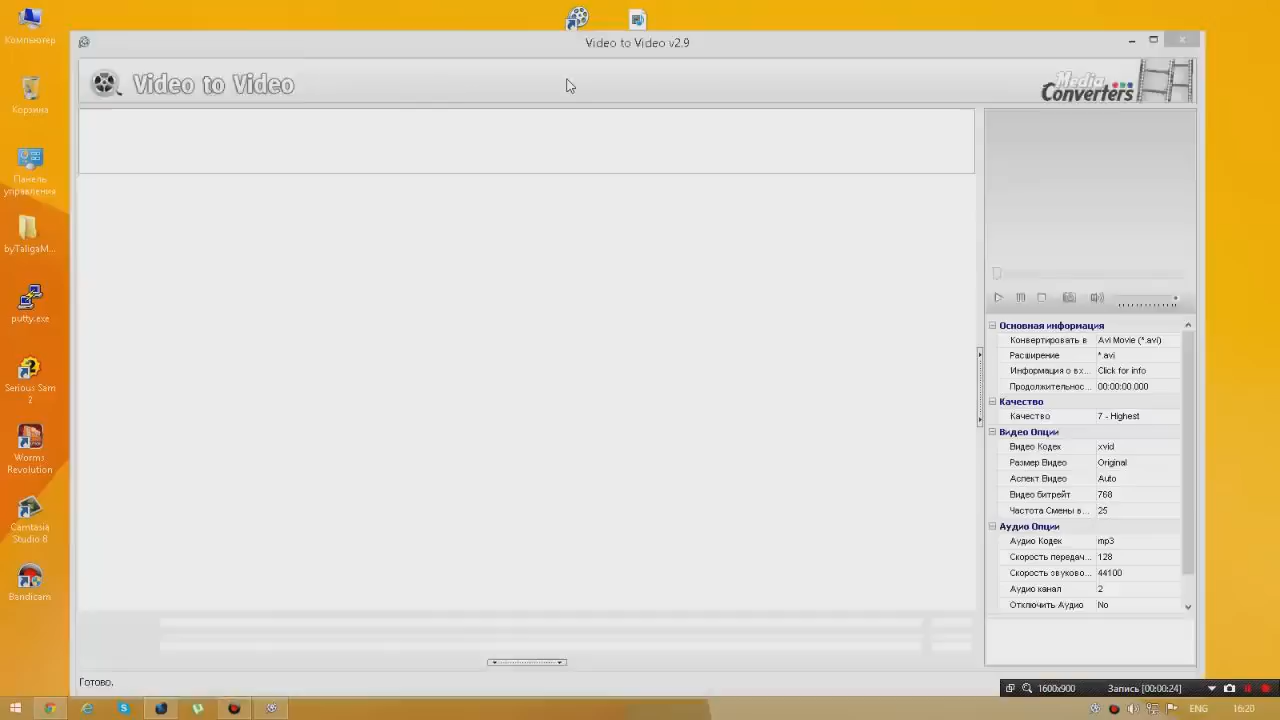 Video to Video v2.9
Video to Video
Media
Converters
Компьютер
Корзина
Панель
управления
byTaligaM...
putty.exe
Serious Sam
2
Worms
Revolution
Camtasia
Studio 8
Bandicam
Основная информация
Конвертировать в Avi Movie (*.avi)
Расширение *.avi
Информация о вх... Click for info
Продолжительнос... 00:00:00.000
Качество
Качество 7 - Highest
Видео Опции
Видео Кодек xvid
Размер Видео Original
Аспект Видео Auto
Видео битрейт 768
Частота Смены в... 25
Аудио Опции
Аудио Кодек mp3
Скорость передач... 128
Скорость звуково... 44100
Аудио канал 2
Отключить Аудио No
Готово.
1600x900 Запись [00:00:24]
ENG 16:20